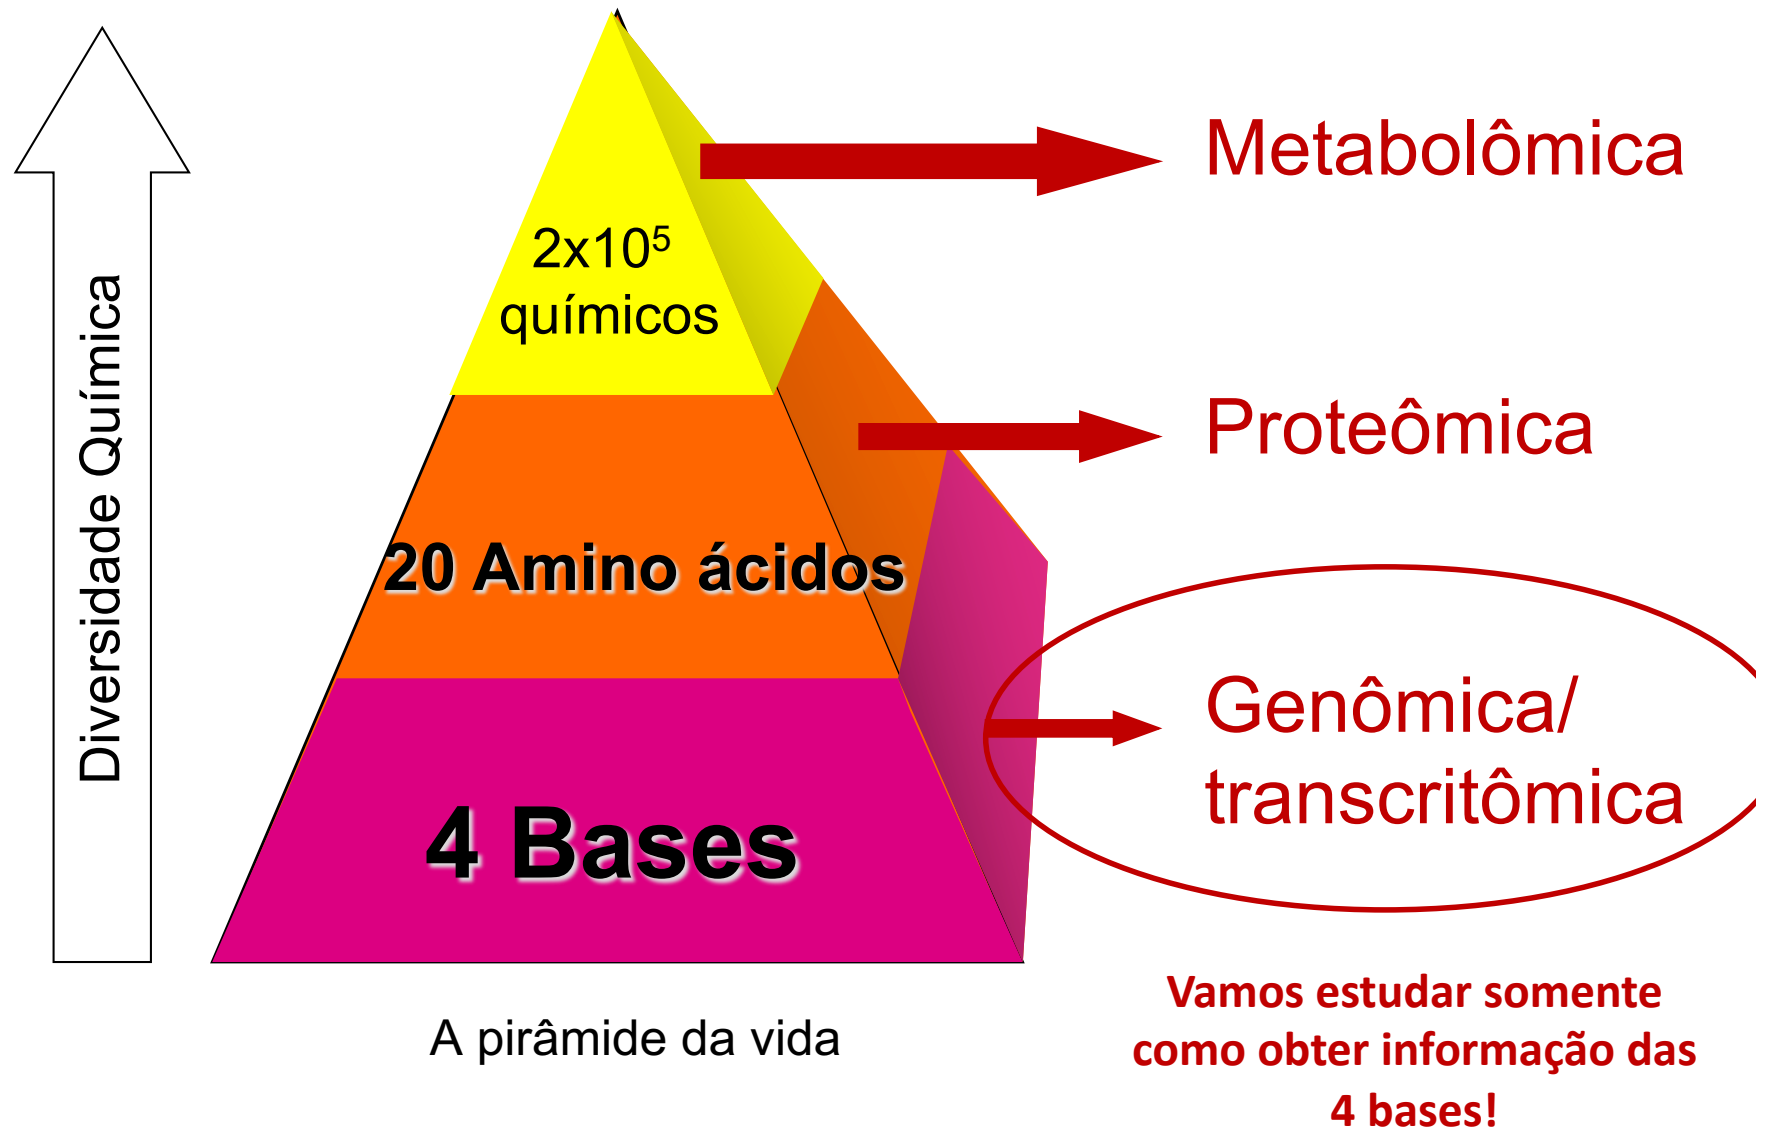 Diversidade Química
2x10⁵
químicos
20 Amino ácidos
4 Bases
A pirâmide da vida
Metabolômica
Proteômica
Genômica/
transcritômica
Vamos estudar somente
como obter informação das
4 bases!